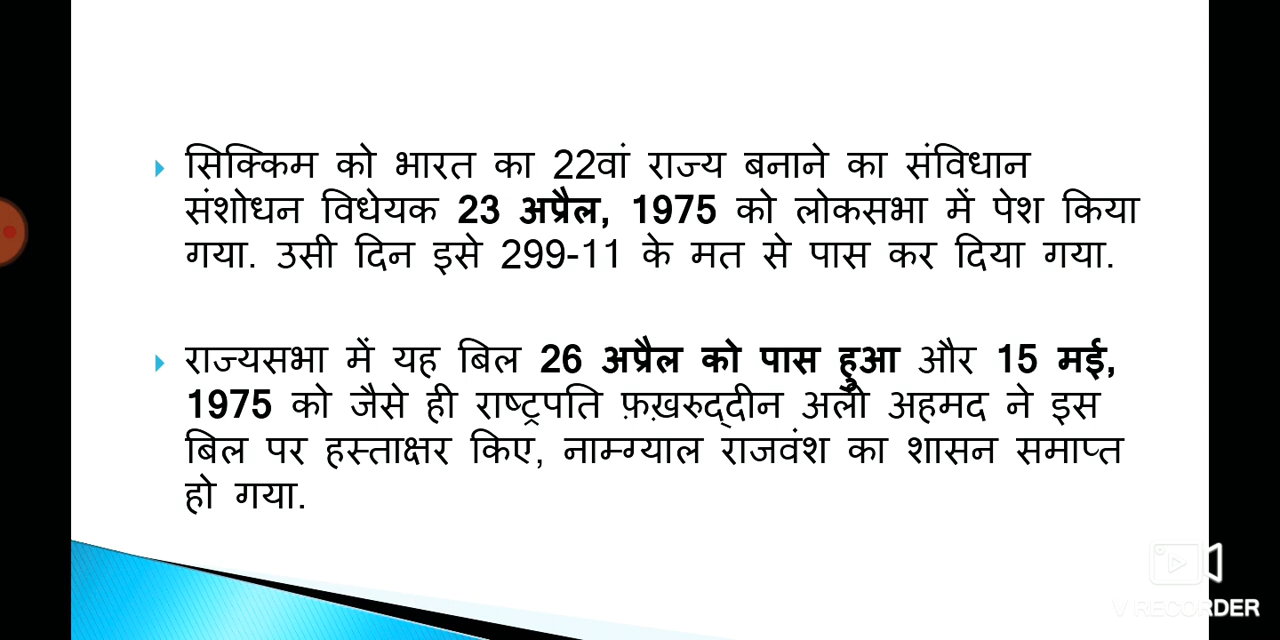 सिक्किम को भारत का 22वां राज्य बनाने का संविधान
संशोधन विधेयक 23 अप्रैल, 1975 को लोकसभा में पेश किया
गया. उसी दिन इसे 299-11 के मत से पास कर दिया गया.
राज्यसभा में यह बिल 26 अप्रैल को पास हुआ और 15 मई,
1975 को जैसे ही राष्ट्रपति फ़ख़रुद्दीन अली अहमद ने इस
बिल पर हस्ताक्षर किए, नाम्ग्याल राजवंश का शासन समाप्त
हो गया.
V RECORDER